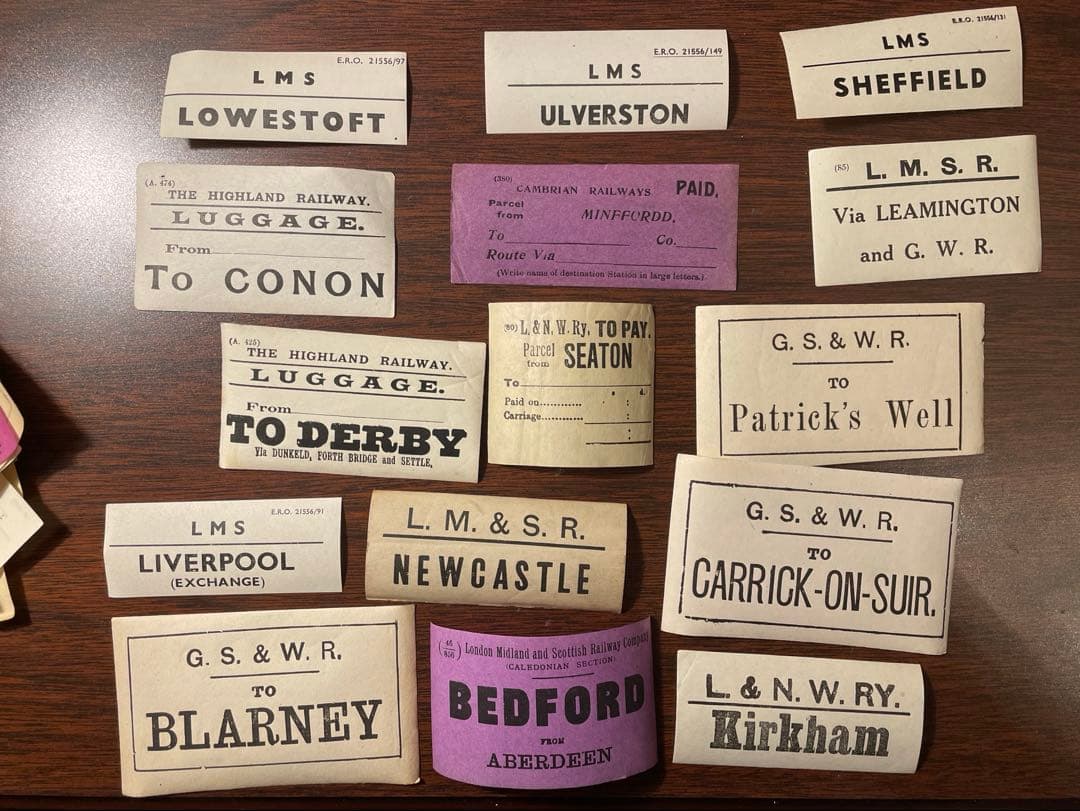 E.R.O. 21556/97
LMS
LOWESTOFT
E.R.O. 21556/149
LMS
ULVERSTON
E.R.O. 21556/131
LMS
SHEFFIELD
(A. 474)
THE HIGHLAND RAILWAY.
LUGGAGE.
From
To CONON
(380)
CAMBRIAN RAILWAYS PAID,
Parcel from MINFFORDD,
To Co.
Route Via
(Write name of destination Station in large letters.)
(85) L. M. S. R.
Via LEAMINGTON
and G. W. R.
(A. 425)
THE HIGHLAND RAILWAY.
LUGGAGE.
From
TO DERBY
Via DUNKELD, FORTH BRIDGE and SETTLE,
(80) L. & N. W. Ry. TO PAY.
Parcel from SEATON
To
Paid on............
Carriage............
G. S. & W. R.
TO
Patrick's Well
E.R.O. 21556/91
LMS
LIVERPOOL
(EXCHANGE)
L. M. & S. R.
NEWCASTLE
G. S. & W. R.
TO
CARRICK-ON-SUIR.
G. S. & W. R.
TO
BLARNEY
London Midland and Scottish Railway Company
(CALEDONIAN SECTION)
BEDFORD
FROM
ABERDEEN
L. & N. W. RY.
Kirkham